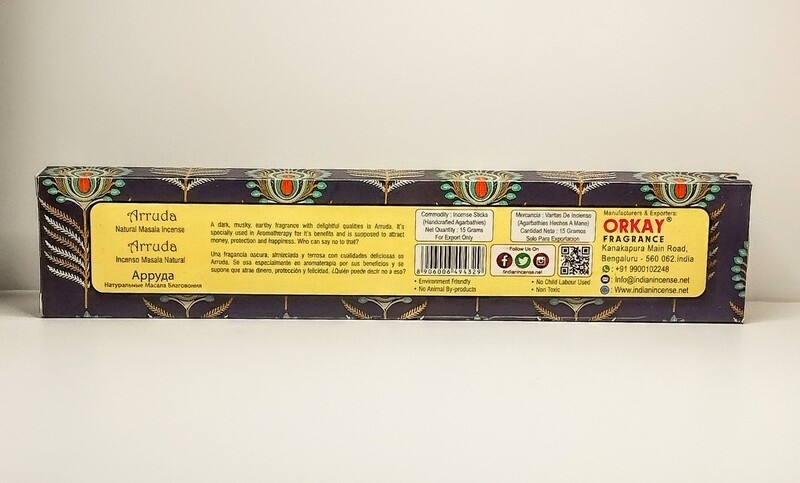 Arruda
Natural Masala Incense
Arruda
Incenso Masala Natural
Арруда
Натуральные Масала Благовония
A dark, musky, earthy fragrance with delightful qualities is Arruda. It's
specially used in Aromatherapy for it's benefits and is supposed to attract
money, protection and happiness. Who can say no to that?
Una fragancia oscura, almizclada y terrosa con cualidades deliciosas es
Arruda. Se usa especialmente en aromaterapia por sus beneficios y se
supone que atrae dinero, protección y felicidad. ¿Quién puede decir no a eso?
Commodity : Incense Sticks
(Handcrafted Agarbathies)
Net Quantity : 15 Grams
For Export Only
8906006494329
Mercancia : Varitas De Incienso
(Agarbathies Hechos A Mano)
Cantidad Neta : 15 Gramos
Solo Para Exportation
Follow Us On
/indianincense.net
• Environment Friendly
• No Animal By-products
• No Child Labour Used
• Non Toxic
Manufacturers & Exporters:
ORKAY®
FRAGRANCE
Kanakapura Main Road,
Bengaluru - 560 062.india
: +91 9900102248
: Info@indianincense.net
: Www.indianincense.net